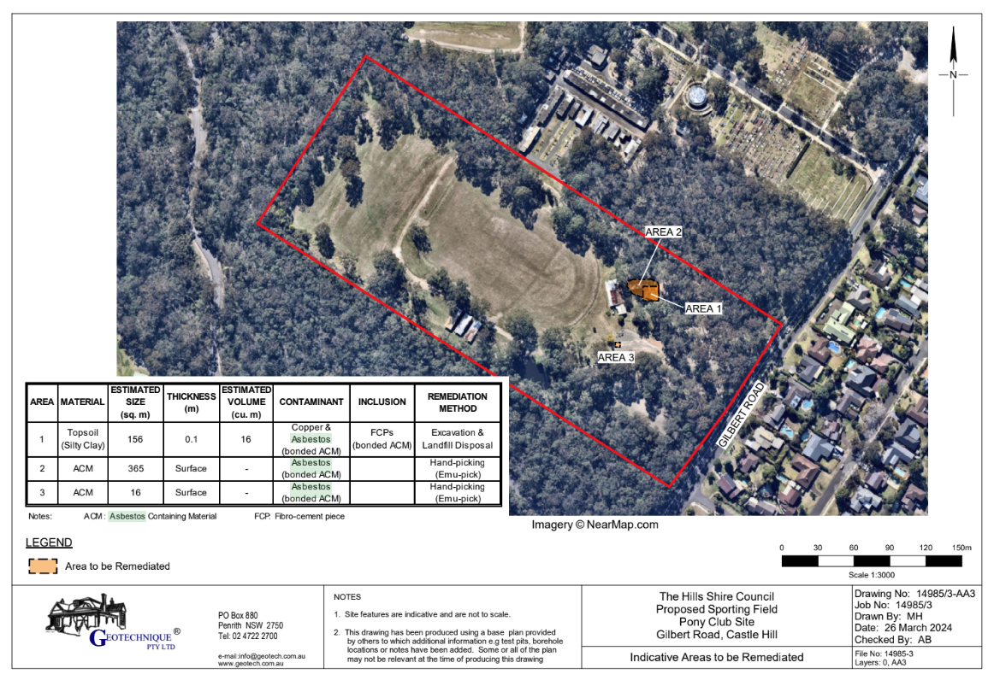 N
AREA 2
AREA 1
AREA 3
GILBERT ROAD
AREA MATERIAL ESTIMATED SIZE (sq. m) THICKNESS (m) ESTIMATED VOLUME (cu. m) CONTAMINANT INCLUSION REMEDIATION METHOD
1 Topsoil (Silty Clay) 156 0.1 16 Copper & Asbestos (bonded ACM) FCPs (bonded ACM) Excavation & Landfill Disposal
2 ACM 365 Surface - Asbestos (bonded ACM) Hand-picking (Emu-pick)
3 ACM 16 Surface - Asbestos (bonded ACM) Hand-picking (Emu-pick)
Notes: ACM: Asbestos Containing Material FCP: Fibro-cement piece
Imagery © NearMap.com
LEGEND
Area to be Remediated
0 30 60 90 120 150m
Scale 1:3000
GEOTECHNIQUE ®
PTY LTD
PO Box 880
Penrith NSW 2750
Tel: 02 4722 2700
e-mail:info@geotech.com.au
www.geotech.com.au
NOTES
1. Site features are indicative and are not to scale.
2. This drawing has been produced using a base plan provided
by others to which additional information e.g test pits, borehole
locations or notes have been added. Some or all of the plan
may not be relevant at the time of producing this drawing
The Hills Shire Council
Proposed Sporting Field
Pony Club Site
Gilbert Road, Castle Hill
Indicative Areas to be Remediated
Drawing No: 14985/3-AA3
Job No: 14985/3
Drawn By: MH
Date: 26 March 2024
Checked By: AB
File No: 14985-3
Layers: 0, AA3